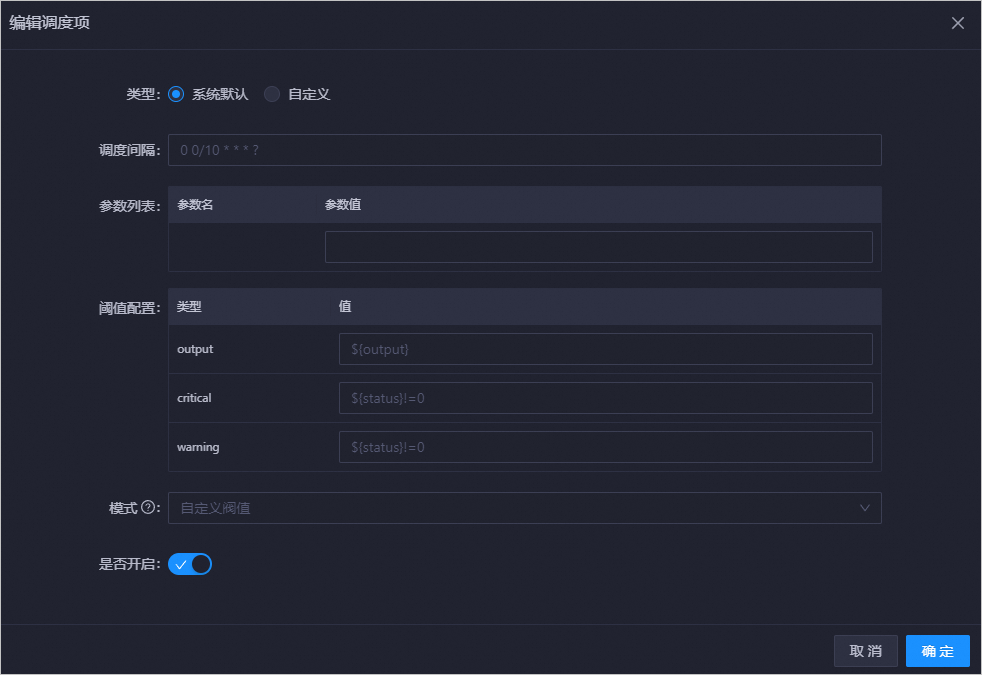 编辑调度项
类型: 系统默认 自定义
调度间隔: 0 0/10 * * * ?
参数列表: 参数名 参数值
阈值配置: 类型 值
output ${output}
critical ${status}!=0
warning ${status}!=0
模式?: 自定义阀值
是否开启:
取 消 确 定